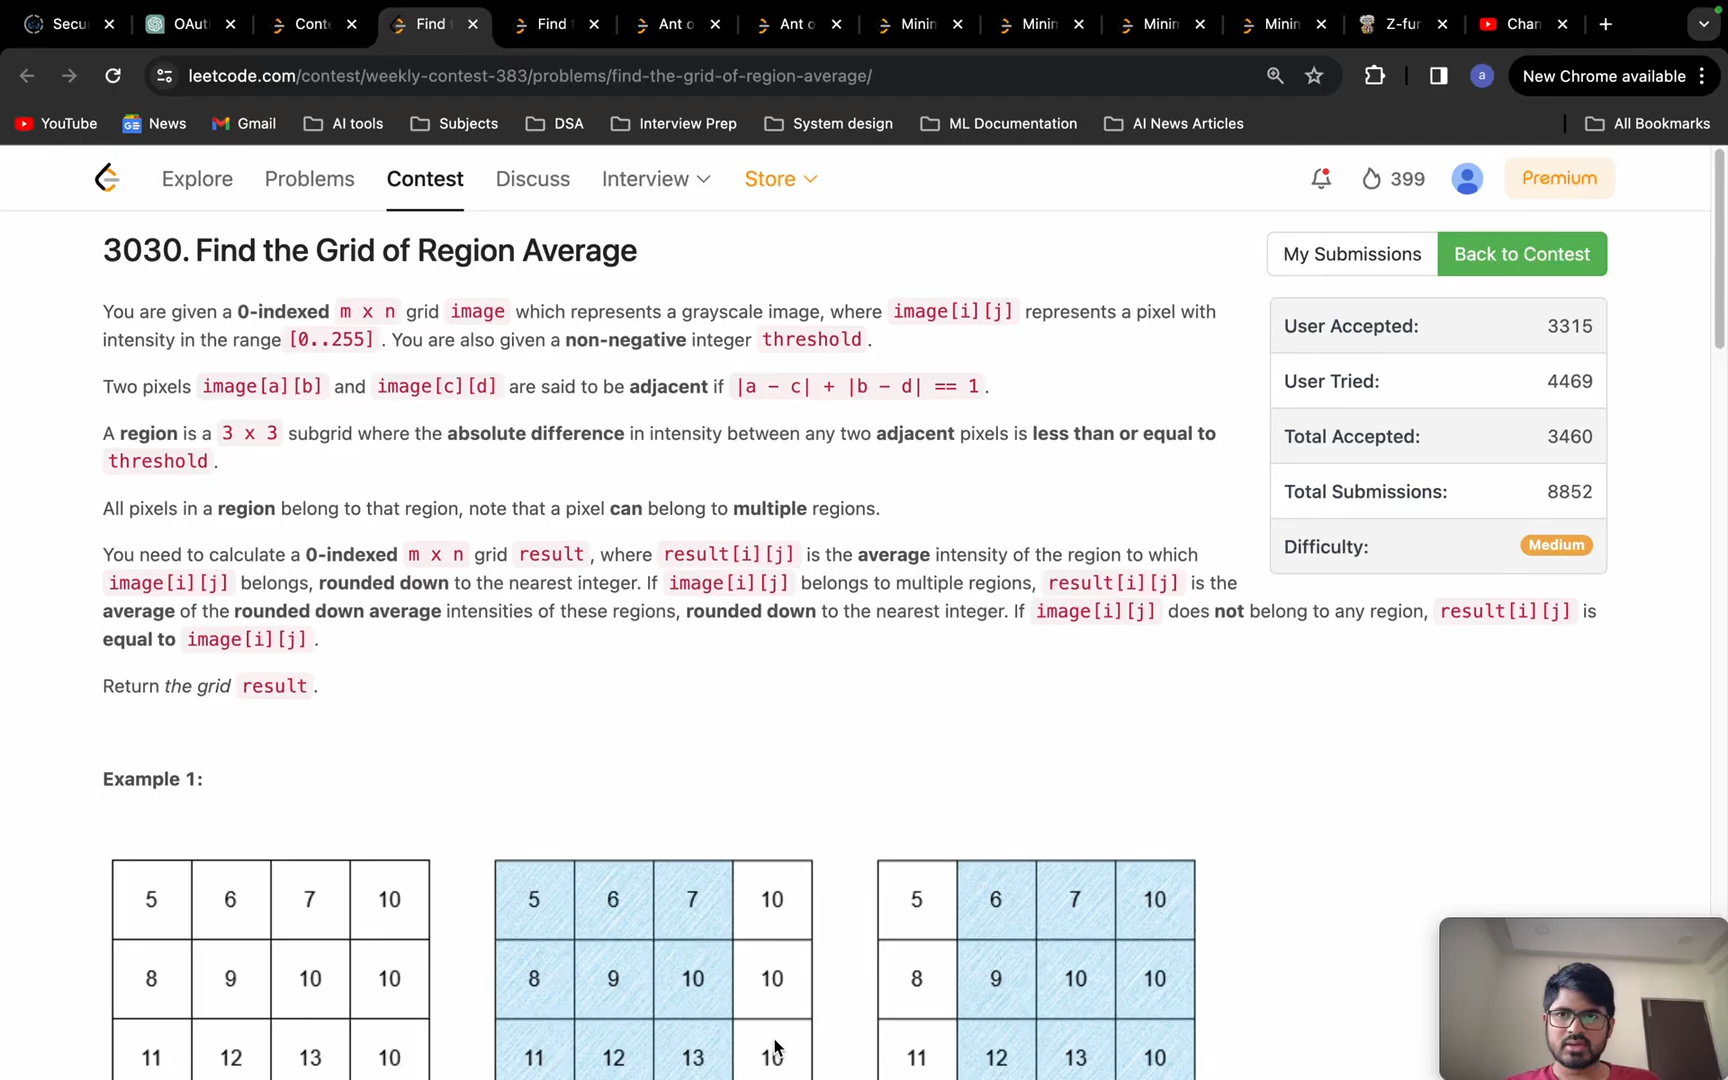 Secu
OAut
Cont
Find
Find
Ant o
Ant o
Minin
Minin
Minin
Minin
Z-fun
Chan
leetcode.com/contest/weekly-contest-383/problems/find-the-grid-of-region-average/
a
New Chrome available
YouTube
News
Gmail
AI tools
Subjects
DSA
Interview Prep
System design
ML Documentation
AI News Articles
All Bookmarks
Explore
Problems
Contest
Discuss
Interview
Store
399
Premium
3030. Find the Grid of Region Average
My Submissions
Back to Contest
You are given a 0-indexed m x n grid image which represents a grayscale image, where image[i][j] represents a pixel with
intensity in the range [0..255]. You are also given a non-negative integer threshold.
Two pixels image[a][b] and image[c][d] are said to be adjacent if |a - c| + |b - d| == 1.
A region is a 3 x 3 subgrid where the absolute difference in intensity between any two adjacent pixels is less than or equal to
threshold.
All pixels in a region belong to that region, note that a pixel can belong to multiple regions.
You need to calculate a 0-indexed m x n grid result, where result[i][j] is the average intensity of the region to which
image[i][j] belongs, rounded down to the nearest integer. If image[i][j] belongs to multiple regions, result[i][j] is the
average of the rounded down average intensities of these regions, rounded down to the nearest integer. If image[i][j] does not belong to any region, result[i][j] is
equal to image[i][j].
Return the grid result.
User Accepted: 3315
User Tried: 4469
Total Accepted: 3460
Total Submissions: 8852
Difficulty: Medium
Example 1:
5 6 7 10
8 9 10 10
11 12 13 10
5 6 7 10
8 9 10 10
11 12 13 10
5 6 7 10
8 9 10 10
11 12 13 10